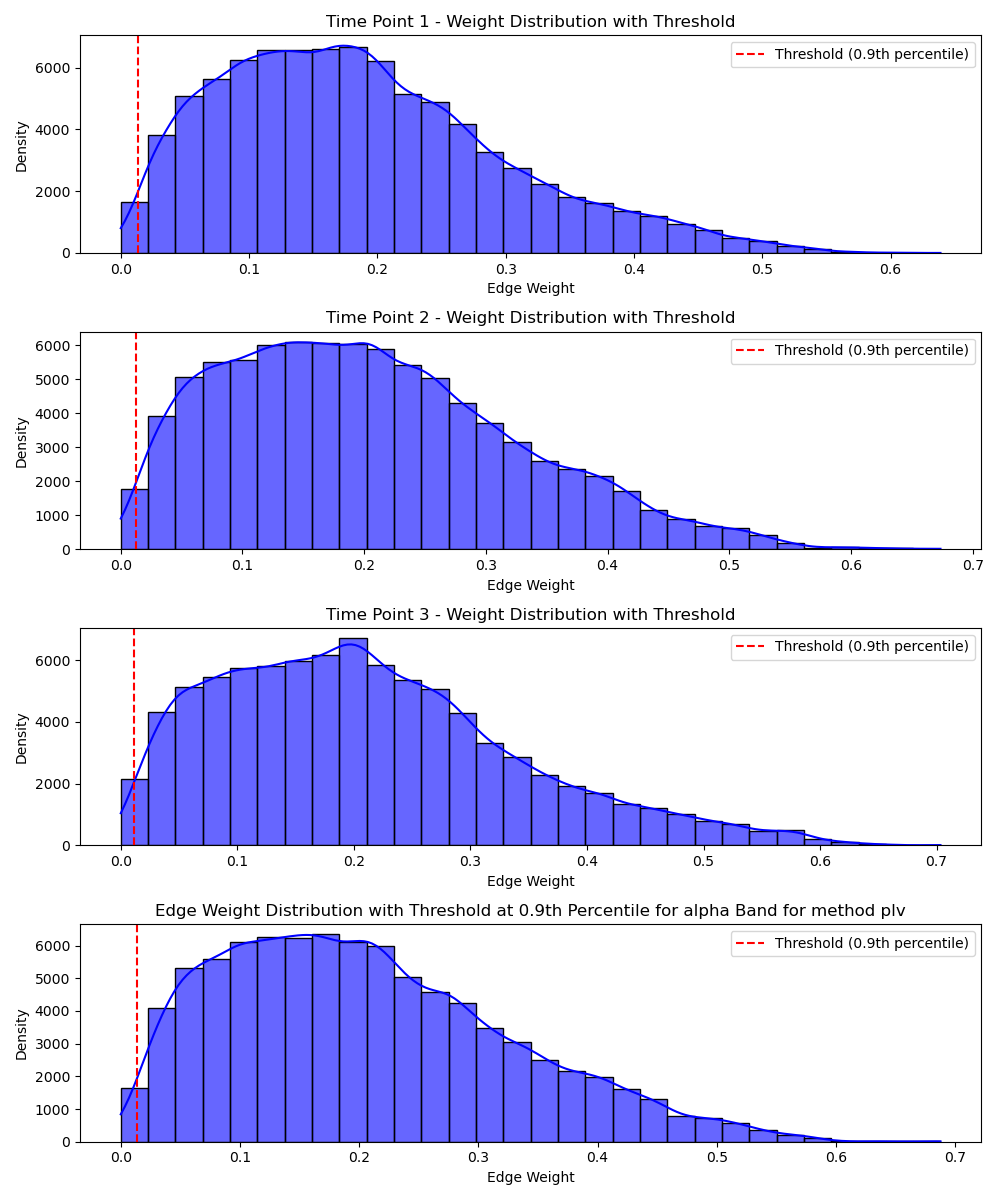 Time Point 1 - Weight Distribution with Threshold
Threshold (0.9th percentile)
Density
6000
4000
2000
0
0.0 0.1 0.2 0.3 0.4 0.5 0.6
Edge Weight
Time Point 2 - Weight Distribution with Threshold
Threshold (0.9th percentile)
Density
6000
5000
4000
3000
2000
1000
0
0.0 0.1 0.2 0.3 0.4 0.5 0.6 0.7
Edge Weight
Time Point 3 - Weight Distribution with Threshold
Threshold (0.9th percentile)
Density
6000
4000
2000
0
0.0 0.1 0.2 0.3 0.4 0.5 0.6 0.7
Edge Weight
Edge Weight Distribution with Threshold at 0.9th Percentile for alpha Band for method plv
Threshold (0.9th percentile)
Density
6000
5000
4000
3000
2000
1000
0
0.0 0.1 0.2 0.3 0.4 0.5 0.6 0.7
Edge Weight